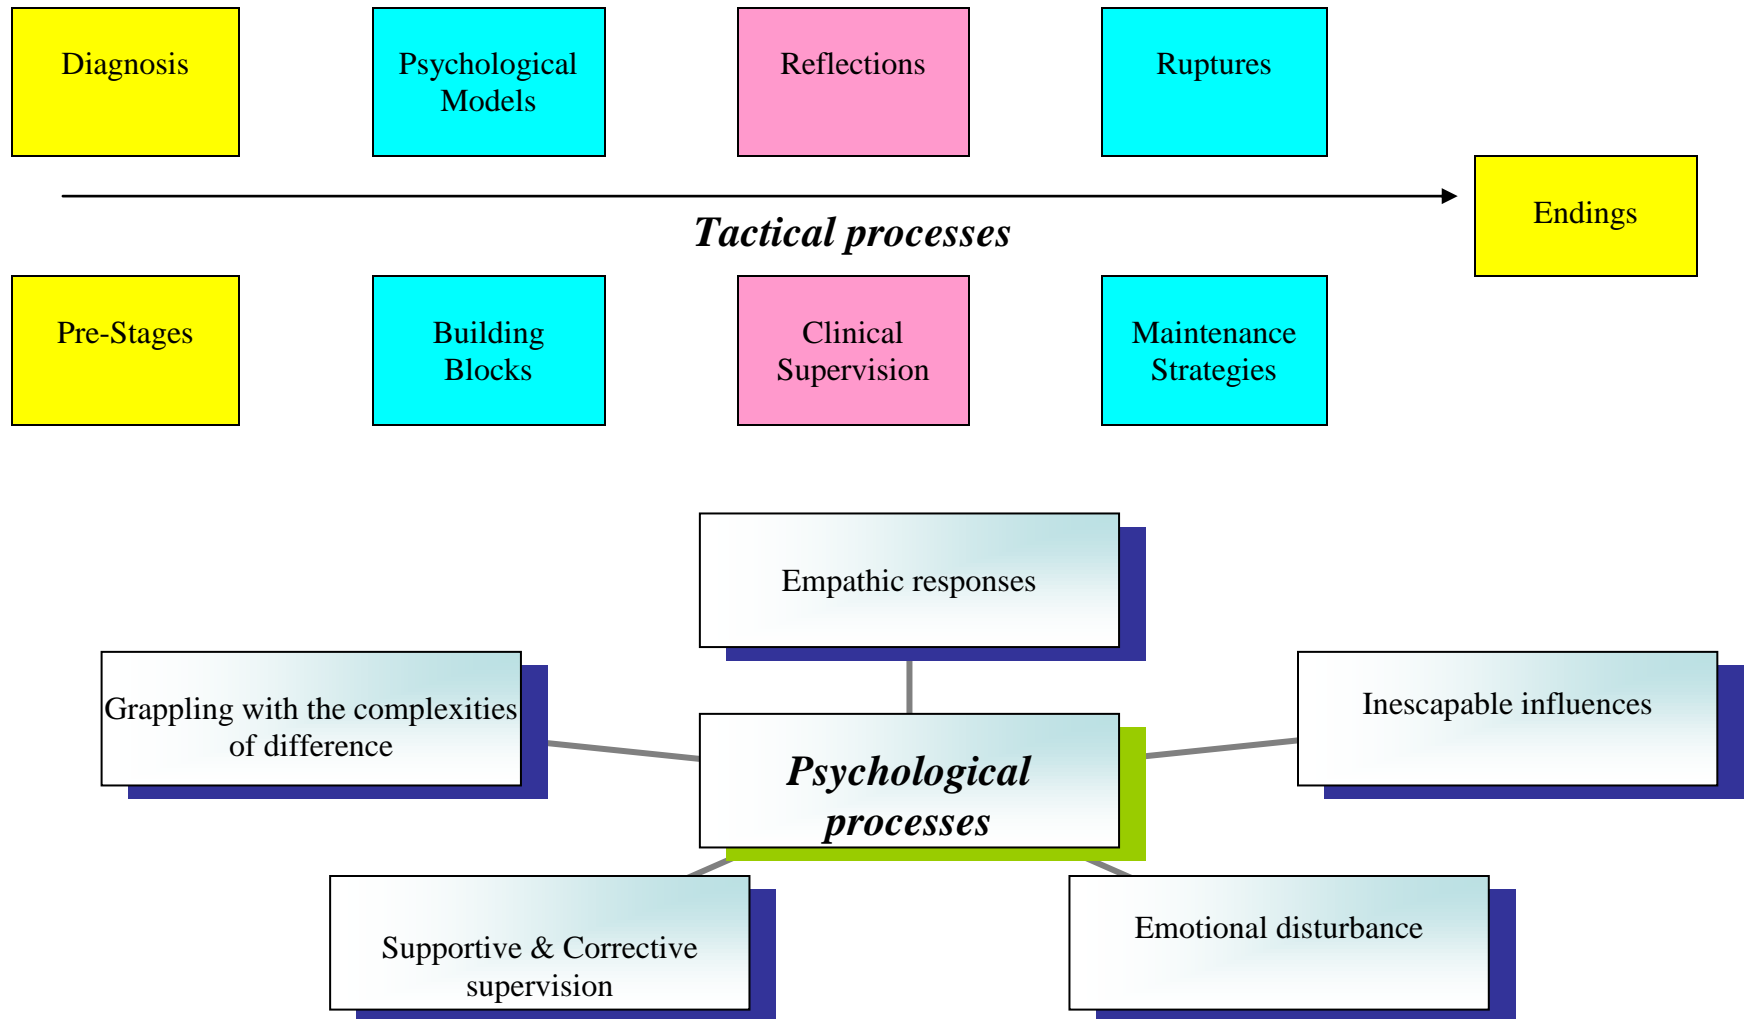 Diagnosis
Psychological
Models
Reflections
Ruptures
Endings
Tactical processes
Pre-Stages
Building
Blocks
Clinical
Supervision
Maintenance
Strategies
Empathic responses
Grappling with the complexities
of difference
Inescapable influences
Psychological
processes
Supportive & Corrective
supervision
Emotional disturbance